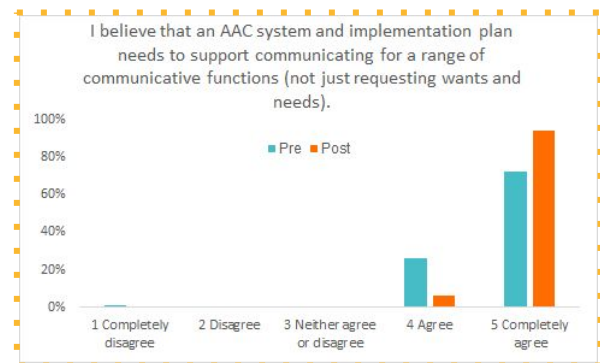 I believe that an AAC system and implementation plan
needs to support communicating for a range of
communicative functions (not just requesting wants and
needs).
100%
Pre Post
80%
60%
40%
20%
0%
1 Completely disagree
2 Disagree
3 Neither agree or disagree
4 Agree
5 Completely agree